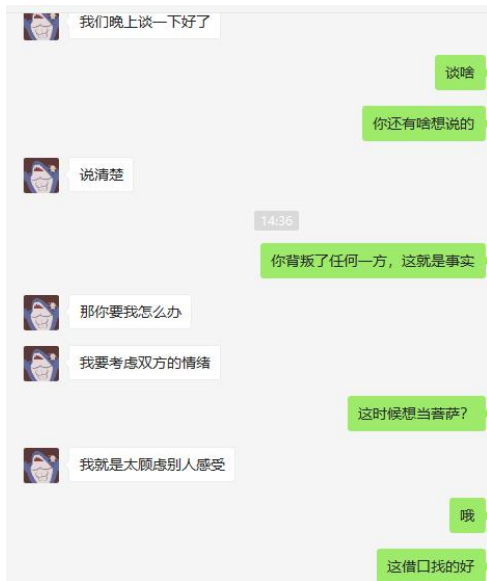 我们晚上谈一下好了
谈啥
你还有啥想说的
说清楚
14:36
你背叛了任何一方，这就是事实
那你要我怎么办
我要考虑双方的情绪
这时候想当菩萨？
我就是太顾虑别人感受
哦
这借口找的好